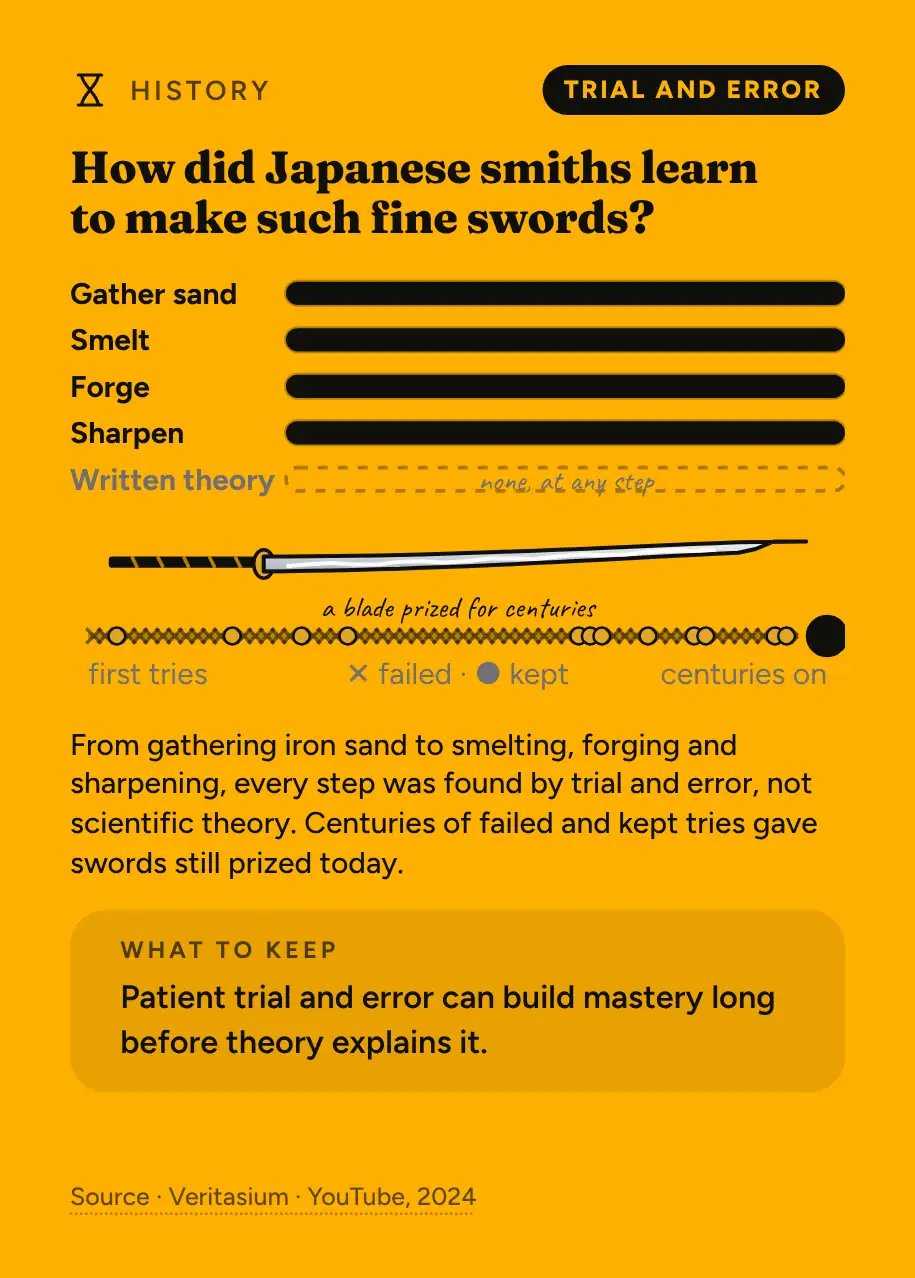 HISTORY
TRIAL AND ERROR
How did Japanese smiths learn
to make such fine swords?
Gather sand
Smelt
Forge
Sharpen
Written theory
none, at any step
a blade prized for centuries
first tries
✕ failed · ● kept
centuries on
From gathering iron sand to smelting, forging and
sharpening, every step was found by trial and error, not
scientific theory. Centuries of failed and kept tries gave
swords still prized today.
WHAT TO KEEP
Patient trial and error can build mastery long
before theory explains it.
Source · Veritasium · YouTube, 2024